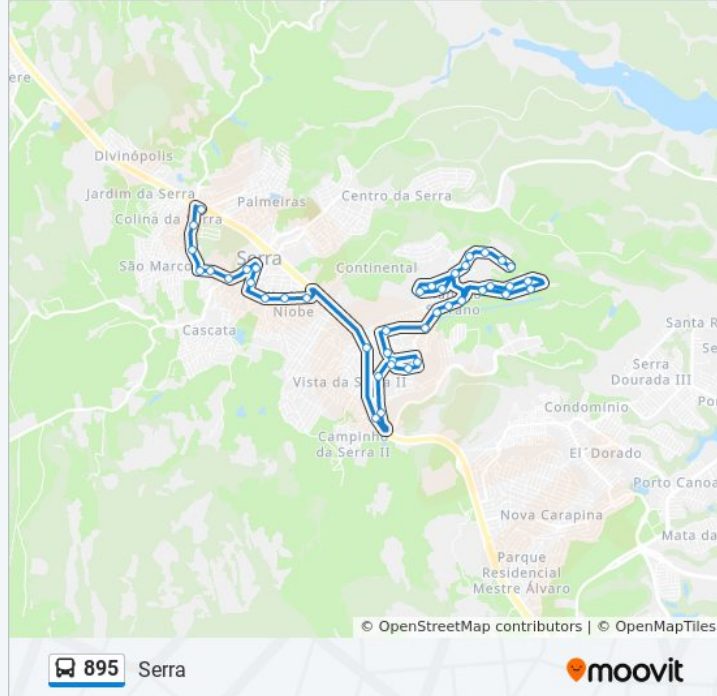 ere
Divinópolis
Jardim da Serra
Palmeiras
Centro da Serra
Colina da Serra
Serra
São Marco
Continental
Niobe
Cascata
Santa R
Serra
Dourada III
Vista da Serra II
Condomínio
Campinho
da Serra II
El´Dorado
Porto Canoa
Nova Carapina
Mata da
Parque
Residencial
Mestre Álvaro
© OpenStreetMap contributors | © OpenMapTiles
895 Serra
moovit